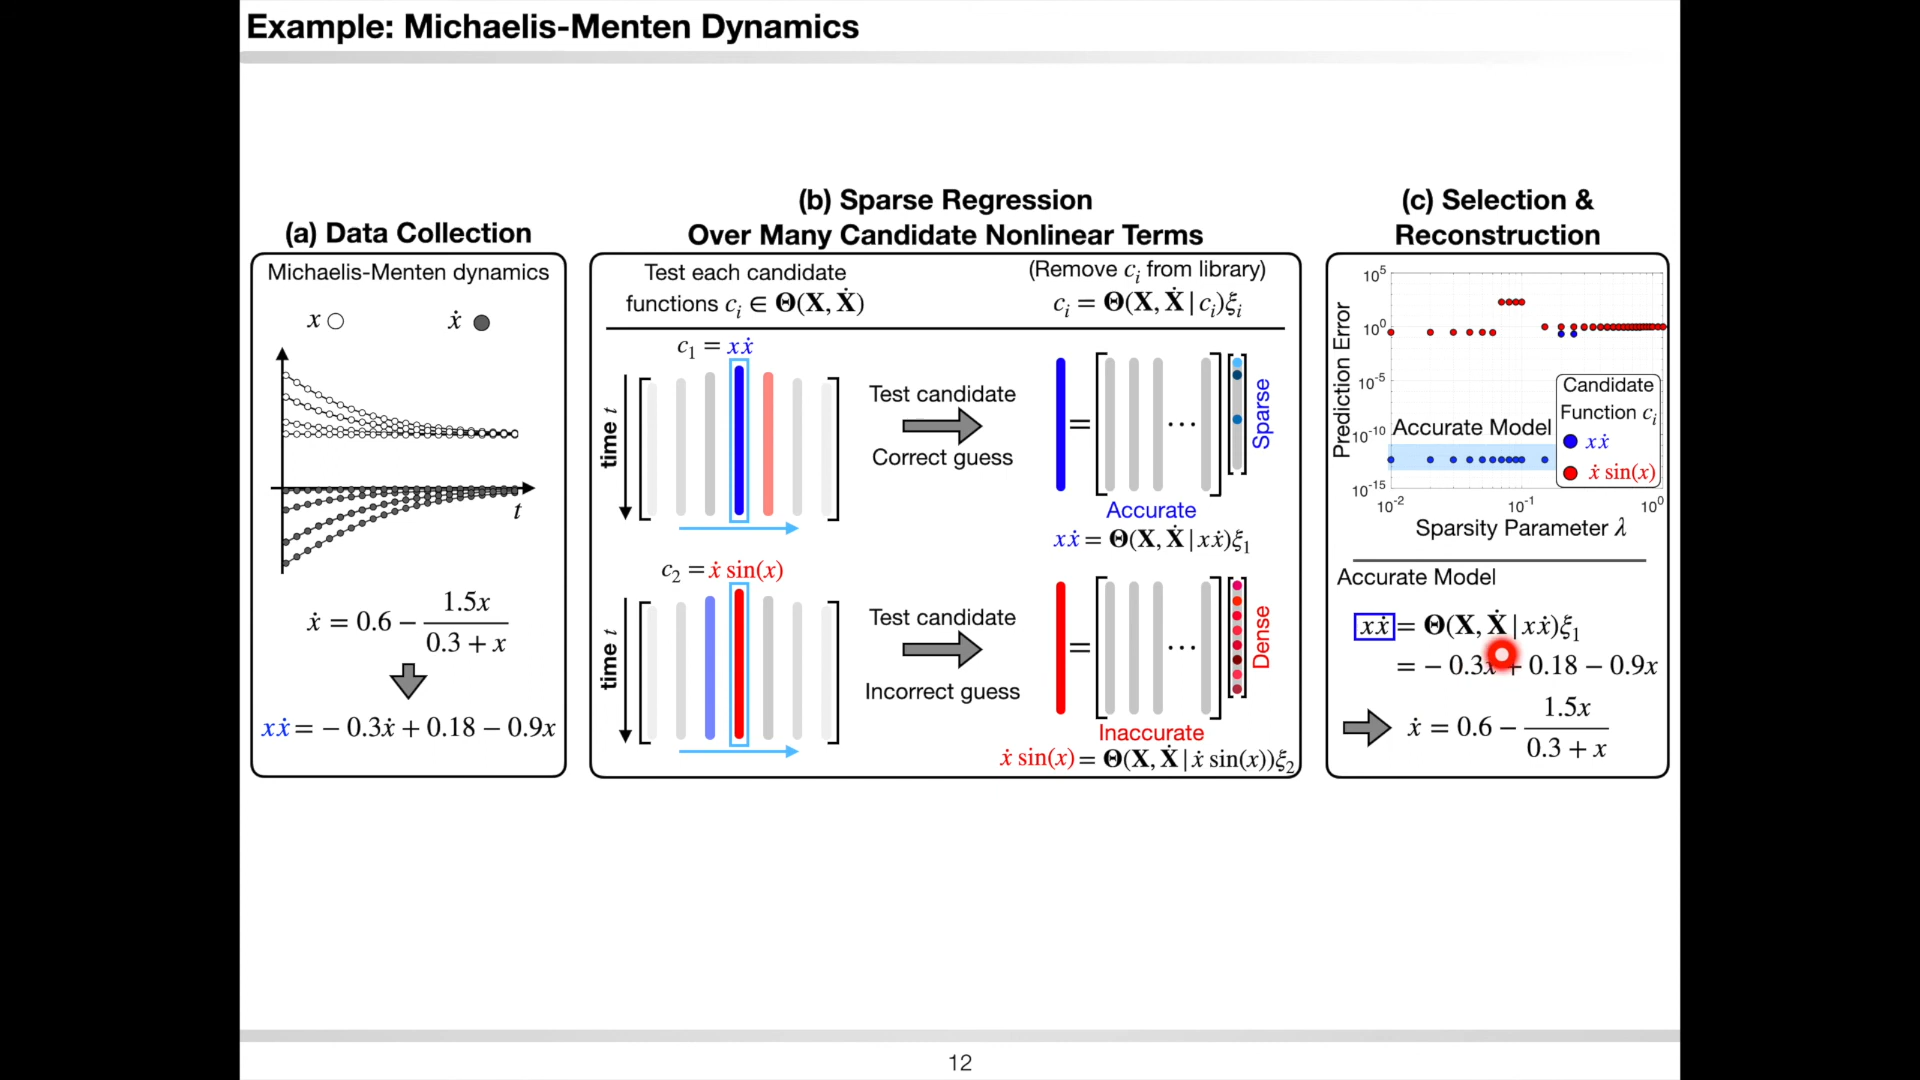 Example: Michaelis-Menten Dynamics
(a) Data Collection
Michaelis-Menten dynamics
x
ẋ
t
ẋ = 0.6 − 1.5x / (0.3 + x)
xẋ = − 0.3ẋ + 0.18 − 0.9x
(b) Sparse Regression
Over Many Candidate Nonlinear Terms
Test each candidate
functions cᵢ ∈ Θ(X, Ẋ)
(Remove cᵢ from library)
cᵢ = Θ(X, Ẋ | cᵢ)ξᵢ
c₁ = xẋ
time t
Test candidate
Correct guess
=
...
Sparse
Accurate
xẋ = Θ(X, Ẋ | xẋ)ξ₁
c₂ = ẋ sin(x)
time t
Test candidate
Incorrect guess
=
...
Dense
Inaccurate
ẋ sin(x) = Θ(X, Ẋ | ẋ sin(x))ξ₂
(c) Selection &
Reconstruction
Prediction Error
10⁵
10⁰
10⁻⁵
10⁻¹⁰
10⁻¹⁵
Accurate Model
Candidate
Function cᵢ
xẋ
ẋ sin(x)
10⁻² 10⁻¹ 10⁰
Sparsity Parameter λ
Accurate Model
xẋ = Θ(X, Ẋ | xẋ)ξ₁
= − 0.3ẋ + 0.18 − 0.9x
ẋ = 0.6 − 1.5x / (0.3 + x)
12